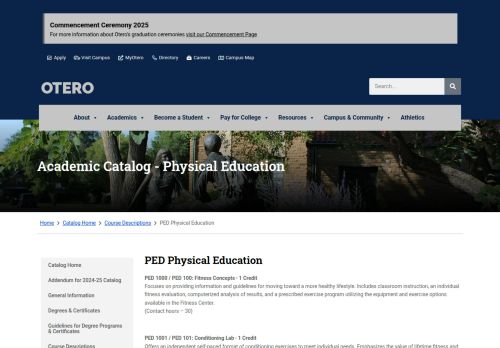 Commencement Ceremony 2025
For more information about Otero's graduation ceremonies visit our Commencement Page
Apply Visit Campus MyOtero Directory Careers Campus Map
OTERO
Search...
About Academics Become a Student Pay for College Resources Campus & Community Athletics
Academic Catalog - Physical Education
Home Catalog Home Course Descriptions PED Physical Education
Catalog Home
Addendum for 2024-25 Catalog
General Information
Degrees & Certificates
Guidelines for Degree Programs
& Certificates
Course Descriptions
PED Physical Education
PED 1000 / PED 100: Fitness Concepts- 1 Credit
Focuses on providing information and guidelines for moving toward a more healthy lifestyle. Includes classroom instruction, an individual
fitness evaluation, computerized analysis of results, and a prescribed exercise program utilizing the equipment and exercise options
available in the Fitness Center.
(Contact hours – 30)
PED 1001 / PED 101: Conditioning Lab - 1 Credit
Offers an independent self-paced format of conditioning exercises to meet individual needs. Emphasizes the value of lifetime fitness and